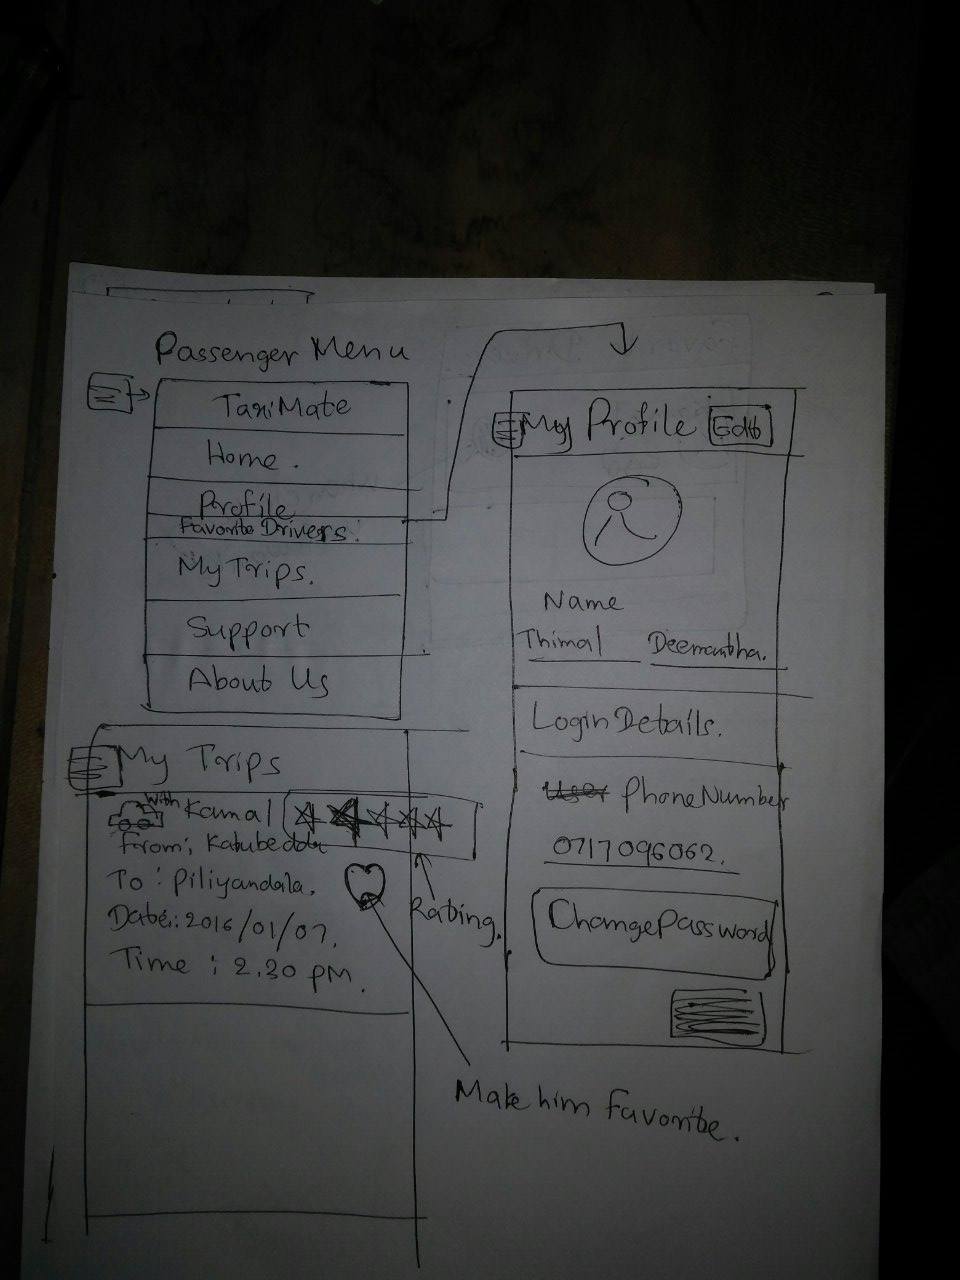 Passenger Menu
TaxiMate
Home.
Profile
Favorite Drivers.
My Trips.
Support
About Us
My Profile Edit
Name
Thimal Deemantha.
Login Details.
User Phone Number
0717096062.
Change Password
My Trips
With Kamal
From: Katubedda
To: Piliyandala.
Date: 2016/01/07.
Time: 2.30 PM.
Rating.
Make him Favorite.